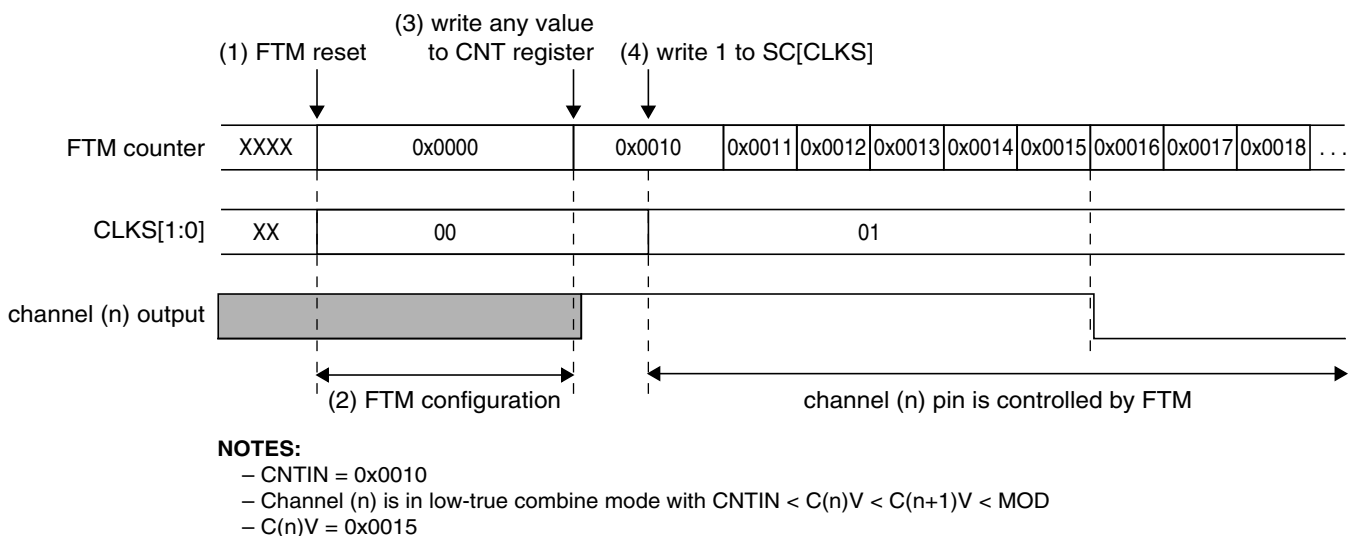 (3) write any value
(1) FTM reset to CNT register (4) write 1 to SC[CLKS]
FTM counter XXXX 0x0000 0x0010 0x0011 0x0012 0x0013 0x0014 0x0015 0x0016 0x0017 0x0018 . . .
CLKS[1:0] XX 00 01
channel (n) output
(2) FTM configuration channel (n) pin is controlled by FTM
NOTES:
– CNTIN = 0x0010
– Channel (n) is in low-true combine mode with CNTIN < C(n)V < C(n+1)V < MOD
– C(n)V = 0x0015